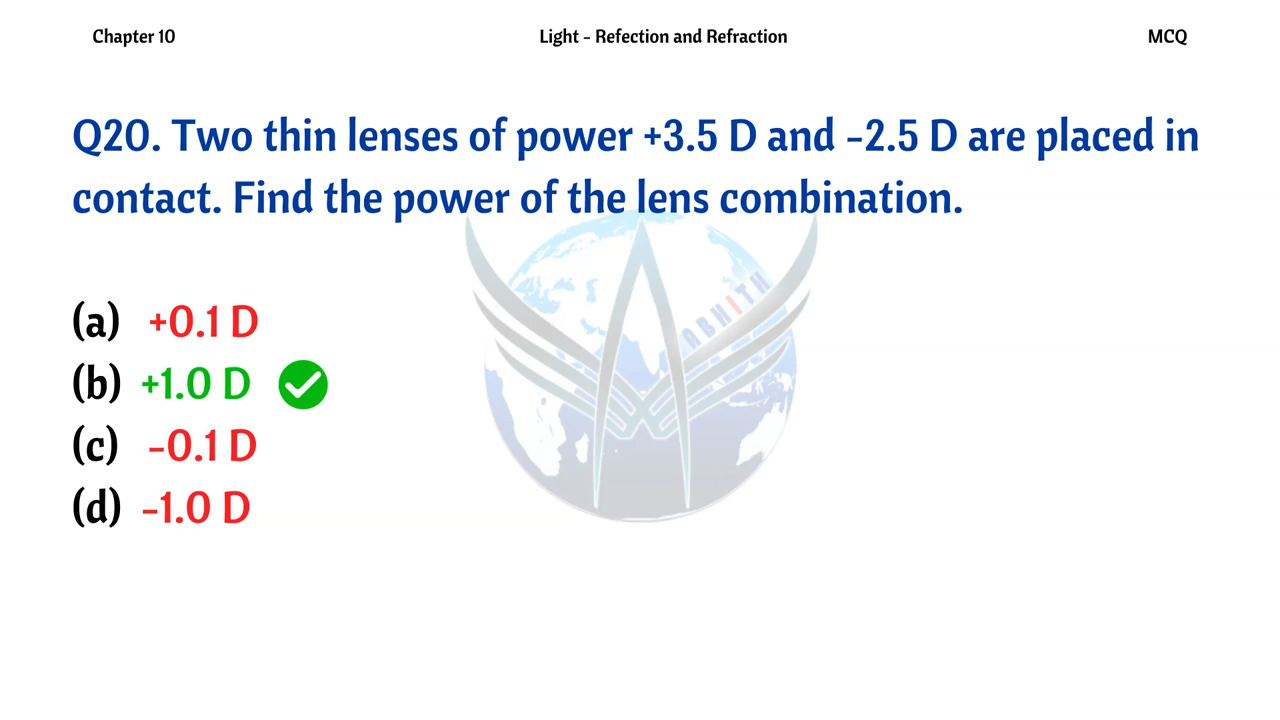 Chapter 10 Light – Refection and Refraction MCQ
Q20. Two thin lenses of power +3.5 D and –2.5 D are placed in
contact. Find the power of the lens combination.
ABHITH
(a) +0.1 D
(b) +1.0 D
(c) –0.1 D
(d) –1.0 D